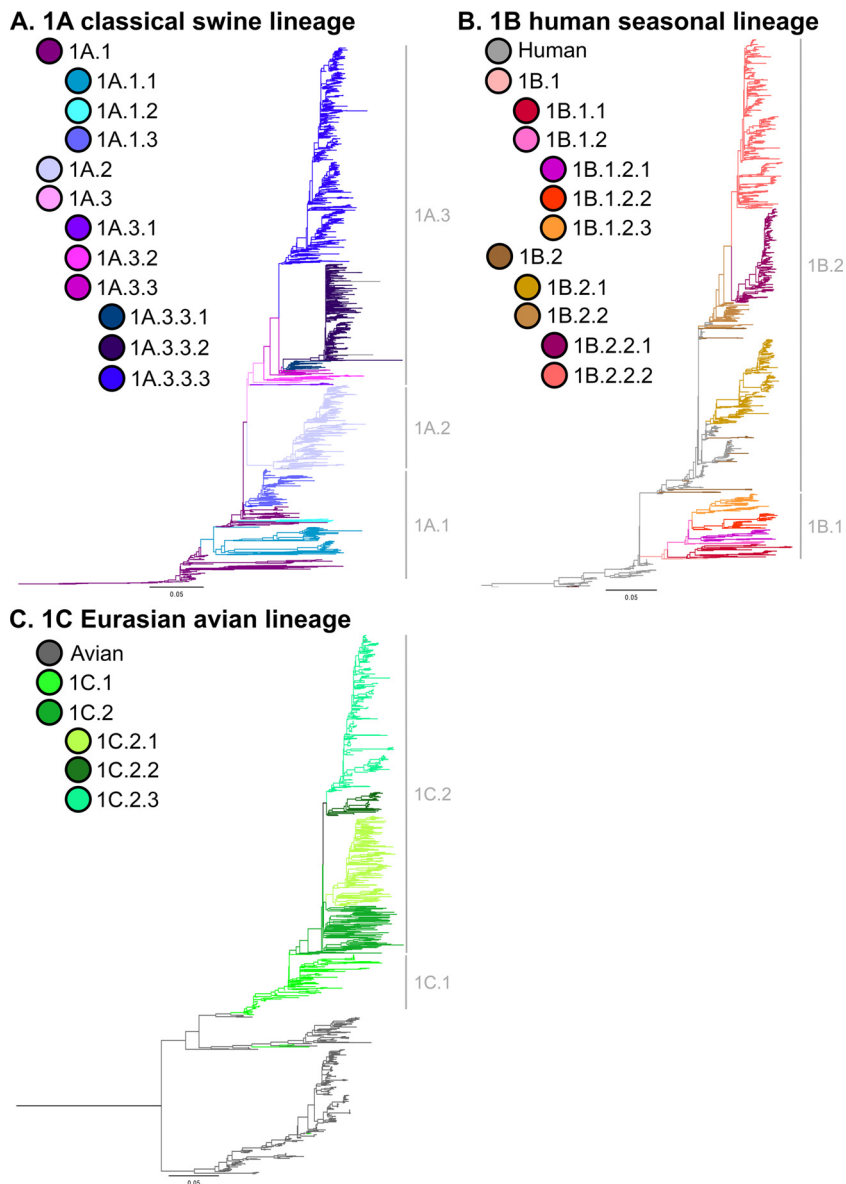 A. 1A classical swine lineage
1A.1
1A.1.1
1A.1.2
1A.1.3
1A.2
1A.3
1A.3.1
1A.3.2
1A.3.3
1A.3.3.1
1A.3.3.2
1A.3.3.3
1A.3
1A.2
1A.1
0.05
B. 1B human seasonal lineage
Human
1B.1
1B.1.1
1B.1.2
1B.1.2.1
1B.1.2.2
1B.1.2.3
1B.2
1B.2.1
1B.2.2
1B.2.2.1
1B.2.2.2
1B.2
1B.1
0.05
C. 1C Eurasian avian lineage
Avian
1C.1
1C.2
1C.2.1
1C.2.2
1C.2.3
1C.2
1C.1
0.05